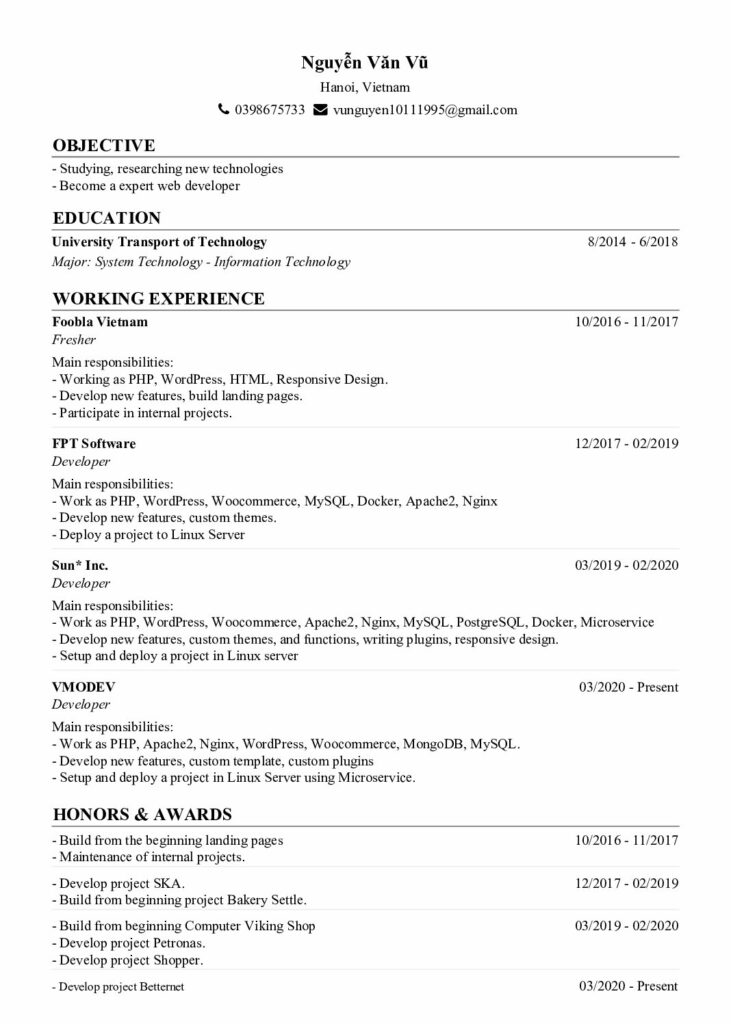 Nguyễn Văn Vũ
Hanoi, Vietnam
0398675733 vunguyen10111995@gmail.com
OBJECTIVE
- Studying, researching new technologies
- Become a expert web developer
EDUCATION
University Transport of Technology 8/2014 - 6/2018
Major: System Technology - Information Technology
WORKING EXPERIENCE
Foobla Vietnam 10/2016 - 11/2017
Fresher
Main responsibilities:
- Working as PHP, WordPress, HTML, Responsive Design.
- Develop new features, build landing pages.
- Participate in internal projects.
FPT Software 12/2017 - 02/2019
Developer
Main responsibilities:
- Work as PHP, WordPress, Woocommerce, MySQL, Docker, Apache2, Nginx
- Develop new features, custom themes.
- Deploy a project to Linux Server
Sun* Inc. 03/2019 - 02/2020
Developer
Main responsibilities:
- Work as PHP, WordPress, Woocommerce, Apache2, Nginx, MySQL, PostgreSQL, Docker, Microservice
- Develop new features, custom themes, and functions, writing plugins, responsive design.
- Setup and deploy a project in Linux server
VMODEV 03/2020 - Present
Developer
Main responsibilities:
- Work as PHP, Apache2, Nginx, WordPress, Woocommerce, MongoDB, MySQL.
- Develop new features, custom template, custom plugins
- Setup and deploy a project in Linux Server using Microservice.
HONORS & AWARDS
- Build from the beginning landing pages 10/2016 - 11/2017
- Maintenance of internal projects.
- Develop project SKA. 12/2017 - 02/2019
- Build from beginning project Bakery Settle.
- Build from beginning Computer Viking Shop 03/2019 - 02/2020
- Develop project Petronas.
- Develop project Shopper.
- Develop project Betternet 03/2020 - Present